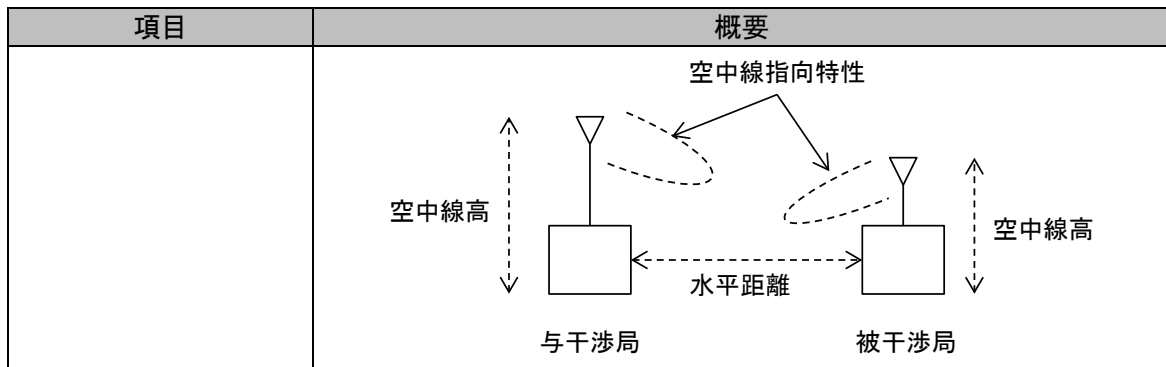 項目
概要
空中線指向特性
空中線高
空中線高
水平距離
与干渉局
被干渉局